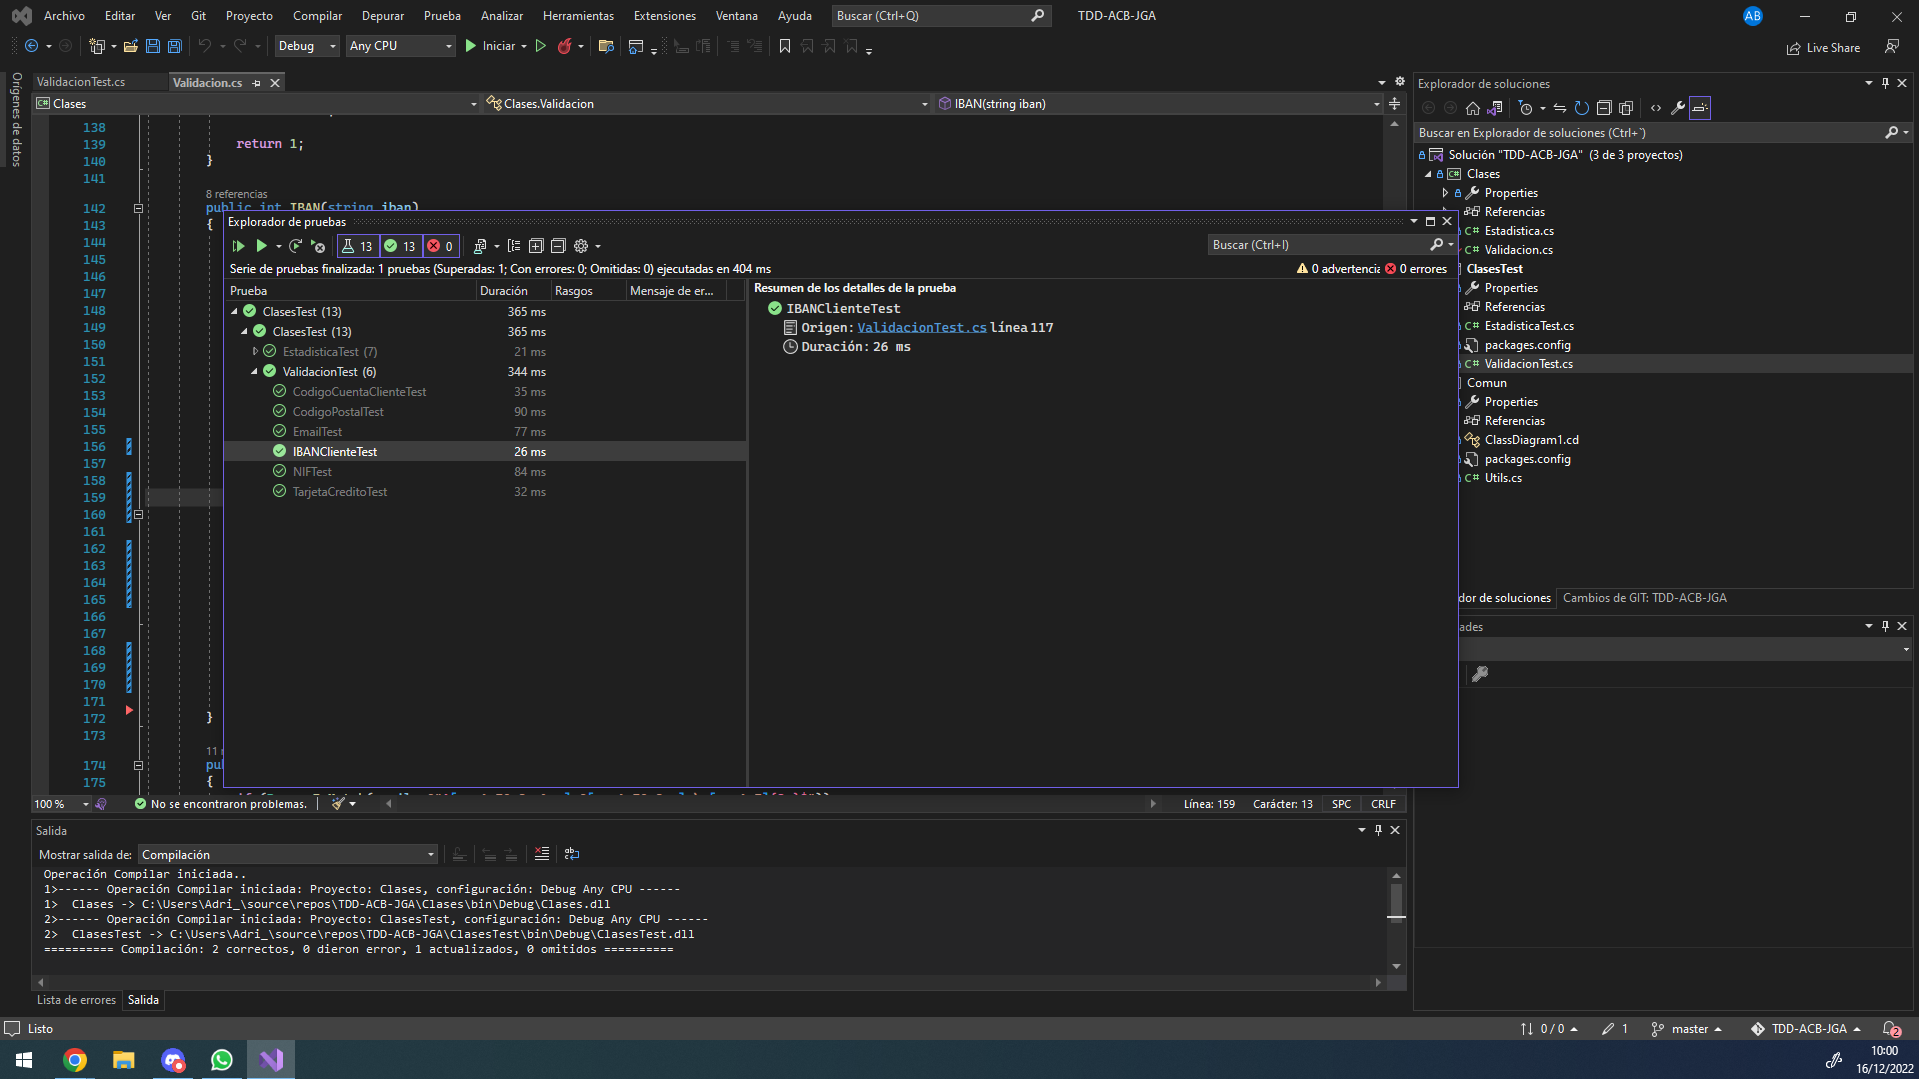 Archivo Editar Ver Git Proyecto Compilar Depurar Prueba Analizar Herramientas Extensiones Ventana Ayuda Buscar (Ctrl+Q) TDD-ACB-JGA AB
Debug Any CPU Iniciar Live Share
Orígenes de datos
ValidacionTest.cs Validacion.cs
Clases Clases.Validacion IBAN(string iban)
138
139 return 1;
140 }
141
8 referencias
142 public int IBAN(string iban)
143 {
144
145
146
147
148
149
150
151
152
153
154
155
156
157
158
159
160
161
162
163
164
165
166
167
168
169
170
171
172 }
173
174
175 {
Explorador de pruebas
13 13 0
Buscar (Ctrl+I)
Serie de pruebas finalizada: 1 pruebas (Superadas: 1; Con errores: 0; Omitidas: 0) ejecutadas en 404 ms
0 advertencia 0 errores
Prueba Duración Rasgos Mensaje de er...
ClasesTest (13) 365 ms
ClasesTest (13) 365 ms
EstadisticaTest (7) 21 ms
ValidacionTest (6) 344 ms
CodigoCuentaClienteTest 35 ms
CodigoPostalTest 90 ms
EmailTest 77 ms
IBANClienteTest 26 ms
NIFTest 84 ms
TarjetaCreditoTest 32 ms
Resumen de los detalles de la prueba
IBANClienteTest
Origen: ValidacionTest.cs línea 117
Duración: 26 ms
100 % No se encontraron problemas. Línea: 159 Carácter: 13 SPC CRLF
Salida
Mostrar salida de: Compilación
Operación Compilar iniciada..
1>------ Operación Compilar iniciada: Proyecto: Clases, configuración: Debug Any CPU ------
1>  Clases -> C:\Users\Adri_\source\repos\TDD-ACB-JGA\Clases\bin\Debug\Clases.dll
2>------ Operación Compilar iniciada: Proyecto: ClasesTest, configuración: Debug Any CPU ------
2>  ClasesTest -> C:\Users\Adri_\source\repos\TDD-ACB-JGA\ClasesTest\bin\Debug\ClasesTest.dll
========== Compilación: 2 correctos, 0 dieron error, 1 actualizados, 0 omitidos ==========
Lista de errores Salida
Explorador de soluciones
Buscar en Explorador de soluciones (Ctrl+`)
Solución "TDD-ACB-JGA" (3 de 3 proyectos)
C# Clases
Properties
Referencias
C# Estadistica.cs
C# Validacion.cs
ClasesTest
Properties
Referencias
C# EstadisticaTest.cs
packages.config
C# ValidacionTest.cs
Comun
Properties
Referencias
ClassDiagram1.cd
packages.config
C# Utils.cs
dor de soluciones Cambios de GIT: TDD-ACB-JGA
ades
Listo 0 / 0 1 master TDD-ACB-JGA 2
10:00
16/12/2022